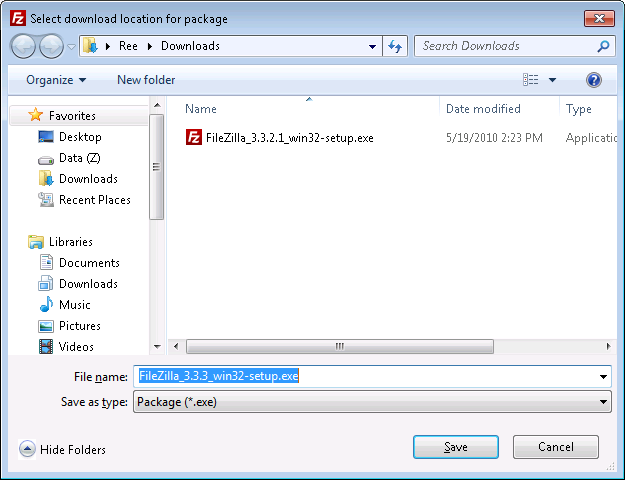 Select download location for package
Ree Downloads Search Downloads
Organize New folder
Favorites
Desktop
Data (Z)
Downloads
Recent Places
Libraries
Documents
Downloads
Music
Pictures
Videos
Name Date modified Type
FileZilla_3.3.2.1_win32-setup.exe 5/19/2010 2:23 PM Applicatio
File name: FileZilla_3.3.3_win32-setup.exe
Save as type: Package (*.exe)
Hide Folders Save Cancel